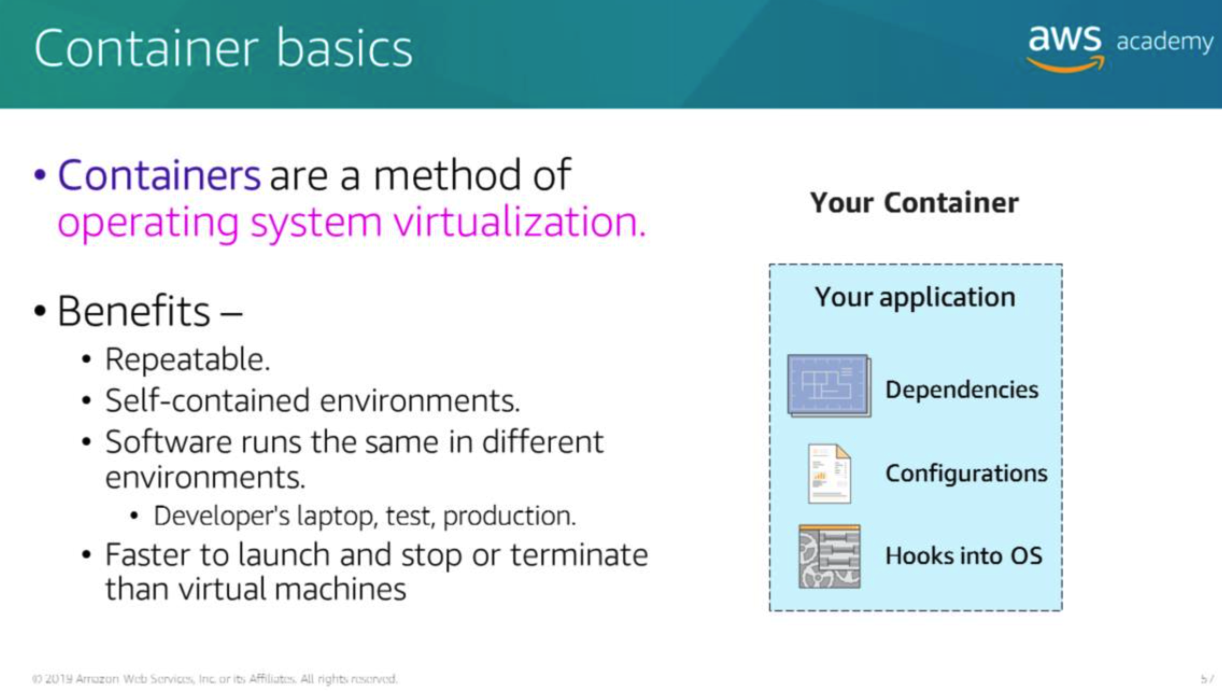 Container basics
aws academy
• Containers are a method of
operating system virtualization.
• Benefits –
• Repeatable.
• Self-contained environments.
• Software runs the same in different
environments.
• Developer's laptop, test, production.
• Faster to launch and stop or terminate
than virtual machines
Your Container
Your application
Dependencies
Configurations
Hooks into OS
© 2019 Amazon Web Services, Inc. or its Affiliates. All rights reserved.
57